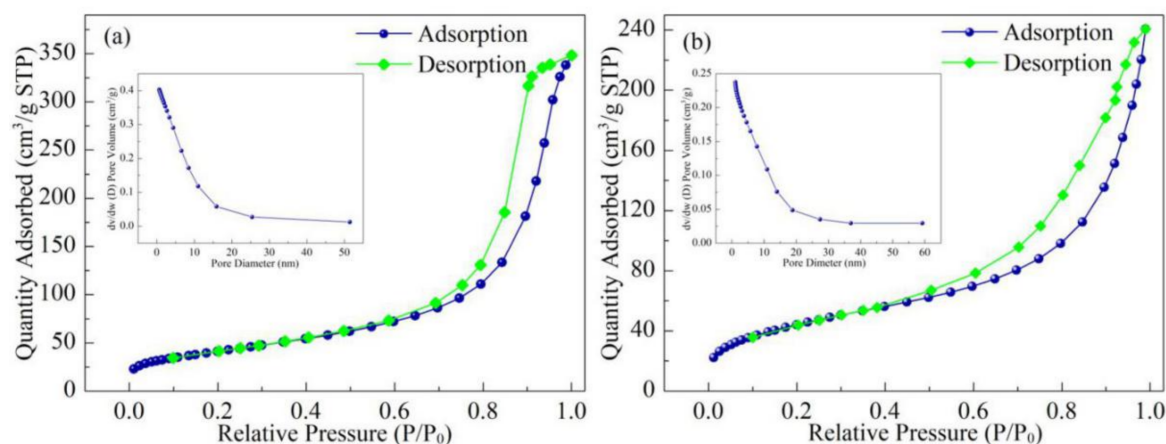 (a)
Adsorption
Desorption
350
300
250
200
150
100
50
0
Quantity Adsorbed (cm³/g STP)
0.0 0.2 0.4 0.6 0.8 1.0
Relative Pressure (P/P₀)
0.4
0.3
0.2
0.1
0.0
dv/dw (D) Pore Volume (cm³/g)
0 10 20 30 40 50
Pore Diameter (nm)
(b)
Adsorption
Desorption
240
200
160
120
80
40
0
Quantity Adsorbed (cm³/g STP)
0.0 0.2 0.4 0.6 0.8 1.0
Relative Pressure (P/P₀)
0.25
0.20
0.15
0.10
0.05
0.00
dv/dw (D) Pore Volume (cm³/g)
0 10 20 30 40 50 60
Pore Dimeter (nm)